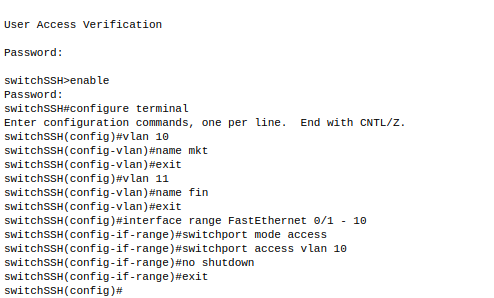 User Access Verification
Password:
switchSSH>enable
Password:
switchSSH#configure terminal
Enter configuration commands, one per line.  End with CNTL/Z.
switchSSH(config)#vlan 10
switchSSH(config-vlan)#name mkt
switchSSH(config-vlan)#exit
switchSSH(config)#vlan 11
switchSSH(config-vlan)#name fin
switchSSH(config-vlan)#exit
switchSSH(config)#interface range FastEthernet 0/1 - 10
switchSSH(config-if-range)#switchport mode access
switchSSH(config-if-range)#switchport access vlan 10
switchSSH(config-if-range)#no shutdown
switchSSH(config-if-range)#exit
switchSSH(config)#